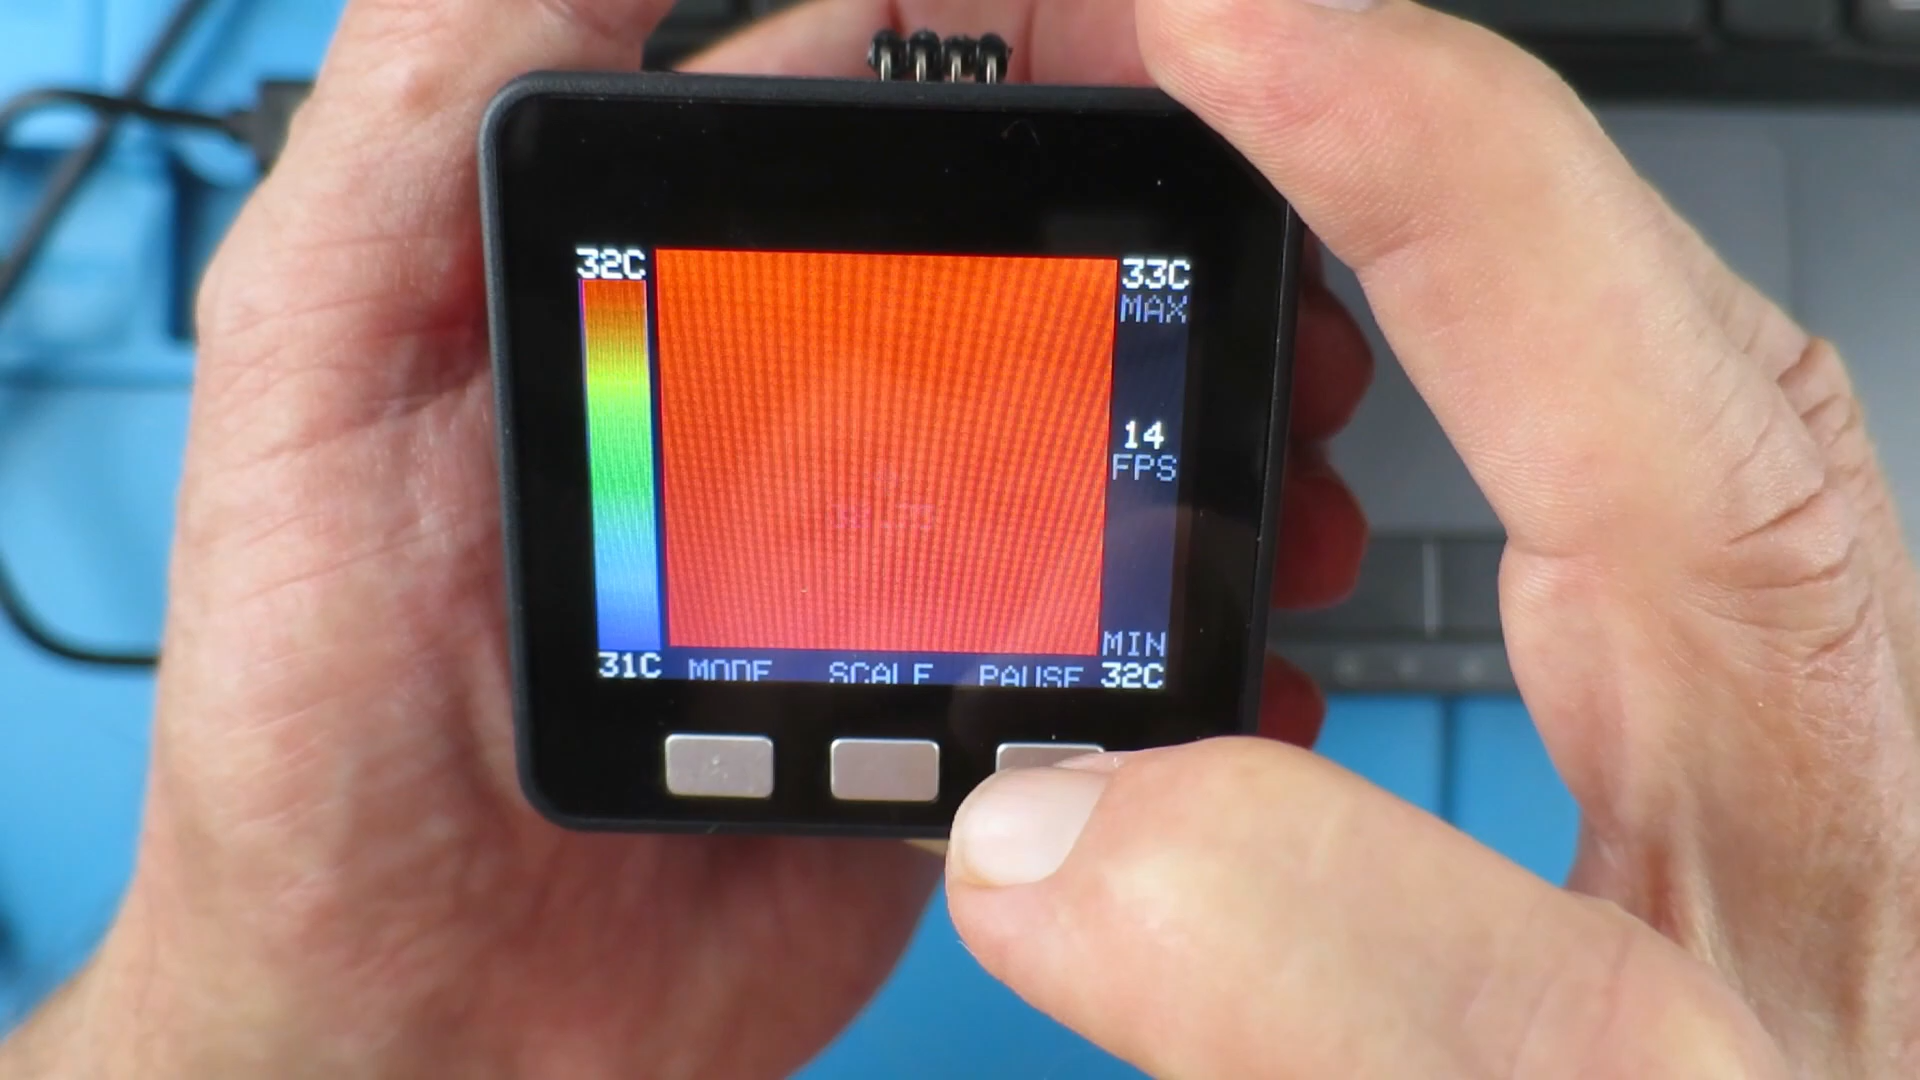 32C
33C
MAX
14
FPS
MIN
31C MODE SCALE PAUSE 32C